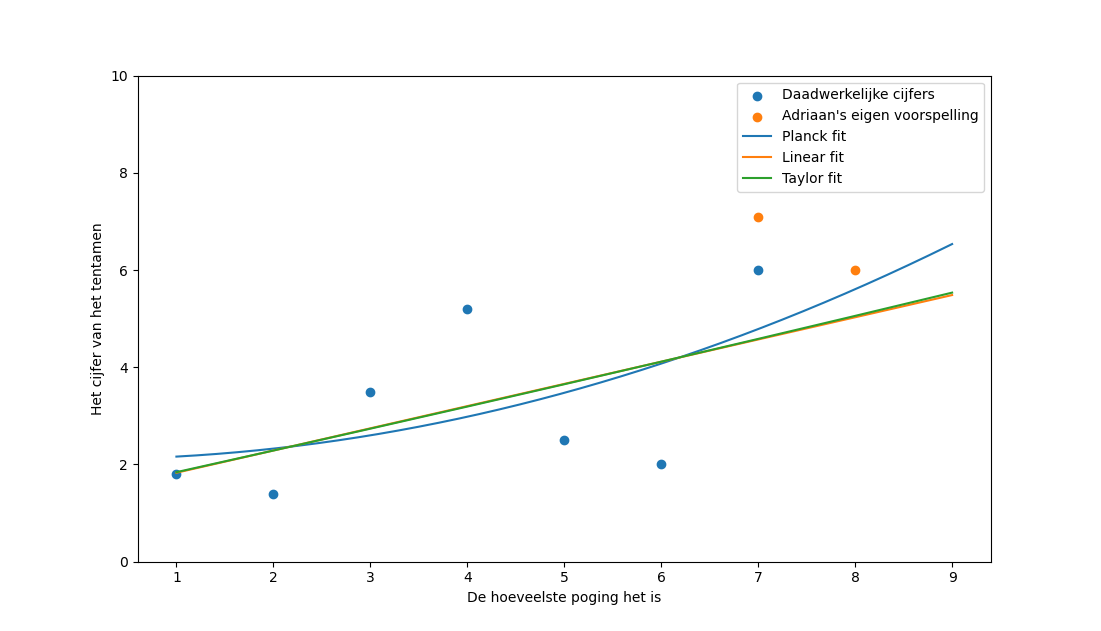 Daadwerkelijke cijfers
Adriaan's eigen voorspelling
Planck fit
Linear fit
Taylor fit
10
8
6
4
2
0
Het cijfer van het tentamen
1 2 3 4 5 6 7 8 9
De hoeveelste poging het is